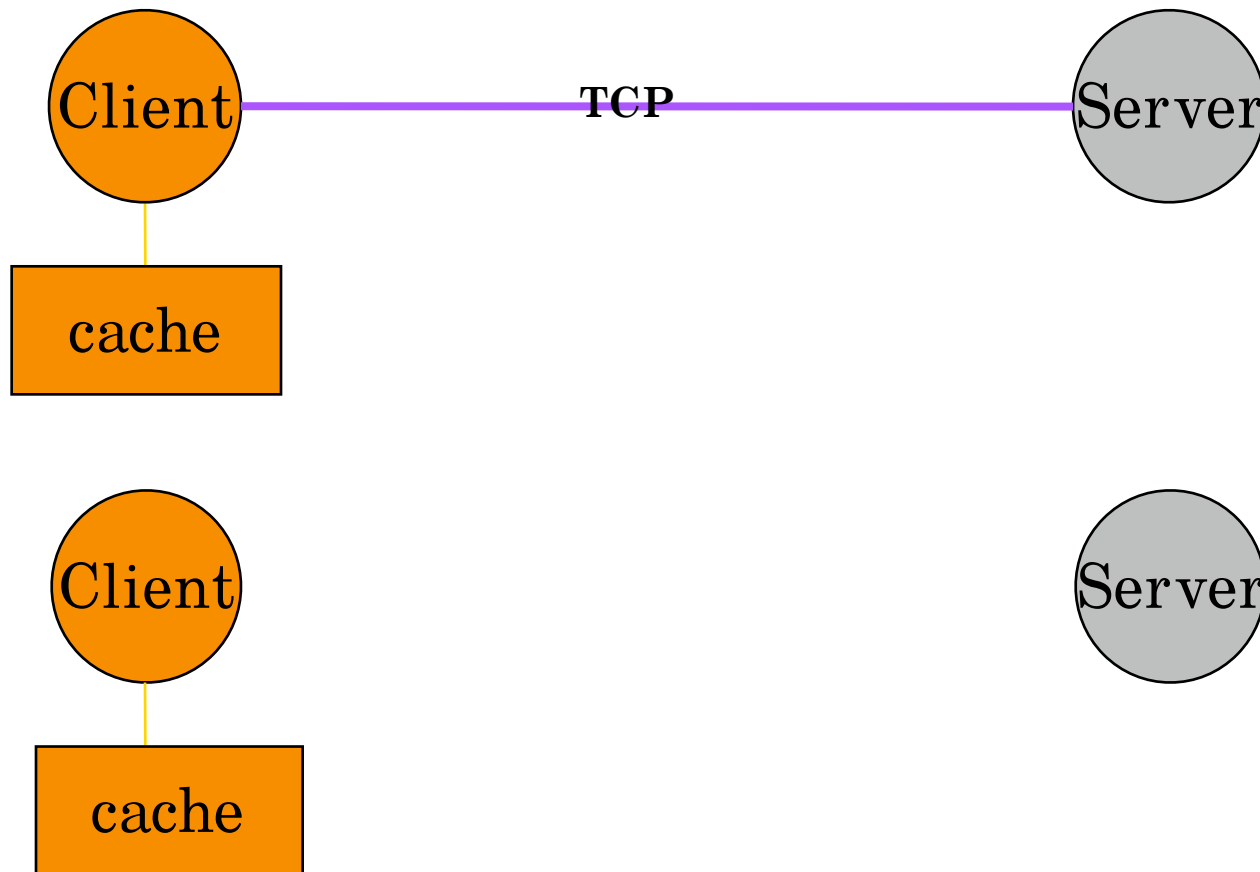 Client
TCP
Server
cache
Client
Server
cache